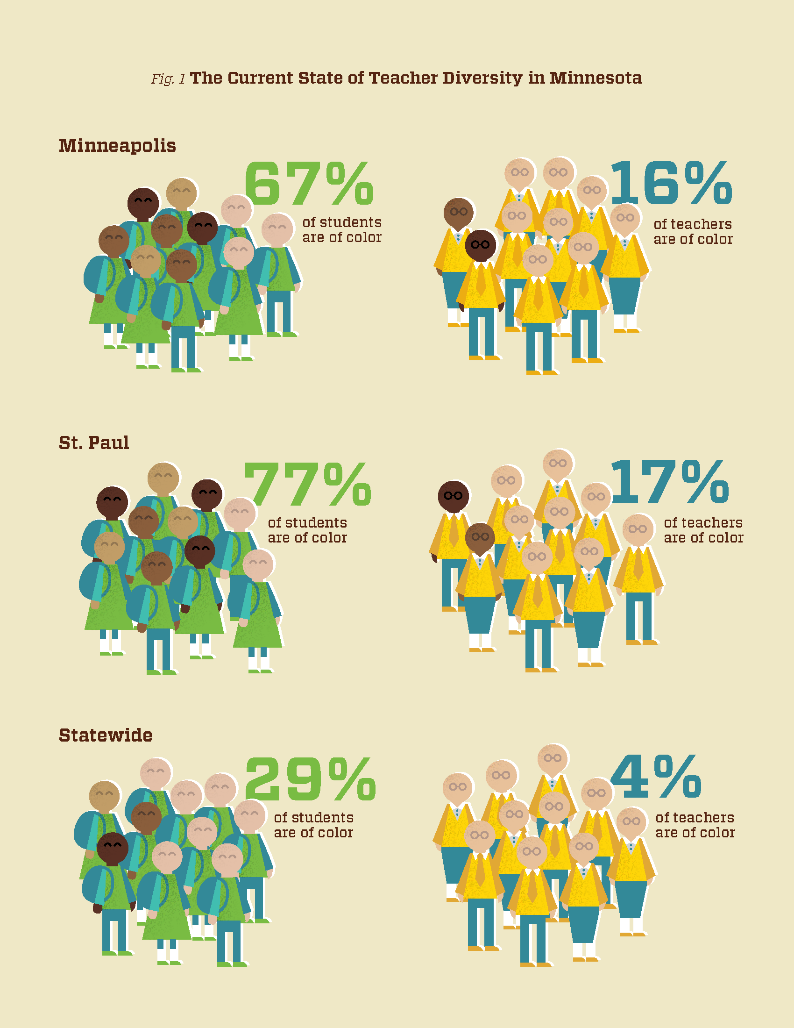 Fig. 1 The Current State of Teacher Diversity in Minnesota
Minneapolis
67%
of students
are of color
16%
of teachers
are of color
St. Paul
77%
of students
are of color
17%
of teachers
are of color
Statewide
29%
of students
are of color
4%
of teachers
are of color